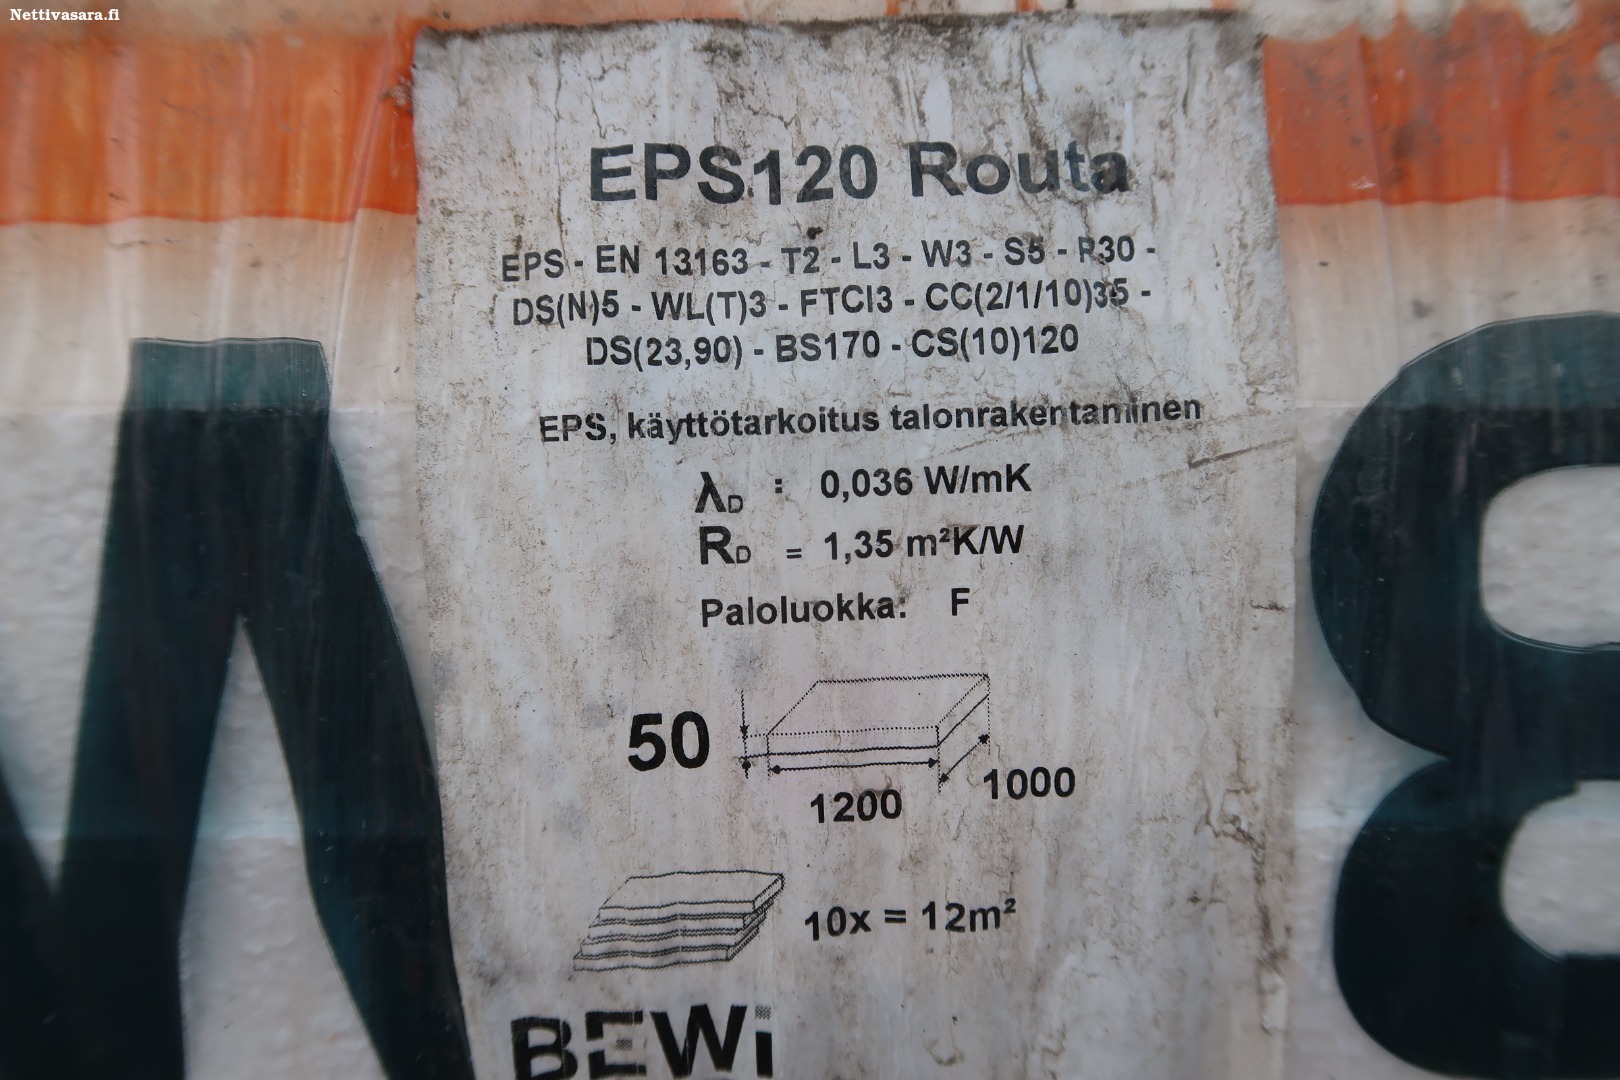 Nettivasara.fi
EPS120 Routa
EPS - EN 13163 - T2 - L3 - W3 - S5 - R30 -
DS(N)5 - WL(T)3 - FTCI3 - CC(2/1/10)35 -
DS(23,90) - BS170 - CS(10)120
EPS, käyttötarkoitus talonrakentaminen
λD : 0,036 W/mK
RD = 1,35 m²K/W
Paloluokka: F
50
1200
1000
10x = 12m²
BEWi